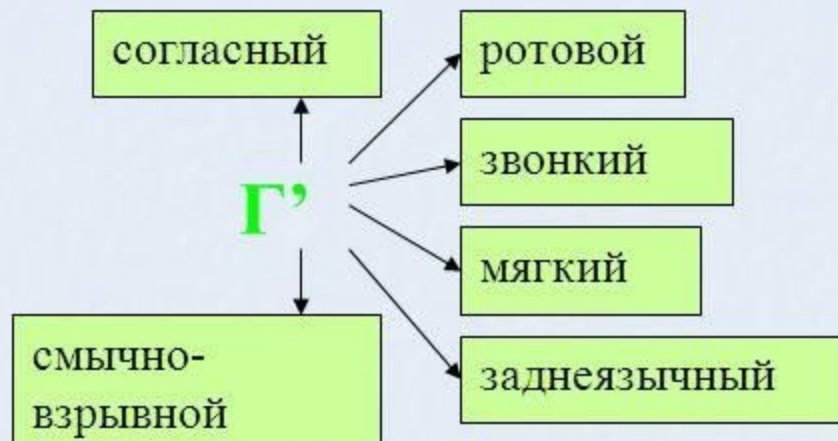 согласный
ротовой
звонкий
Г’
мягкий
заднеязычный
смычно-
взрывной